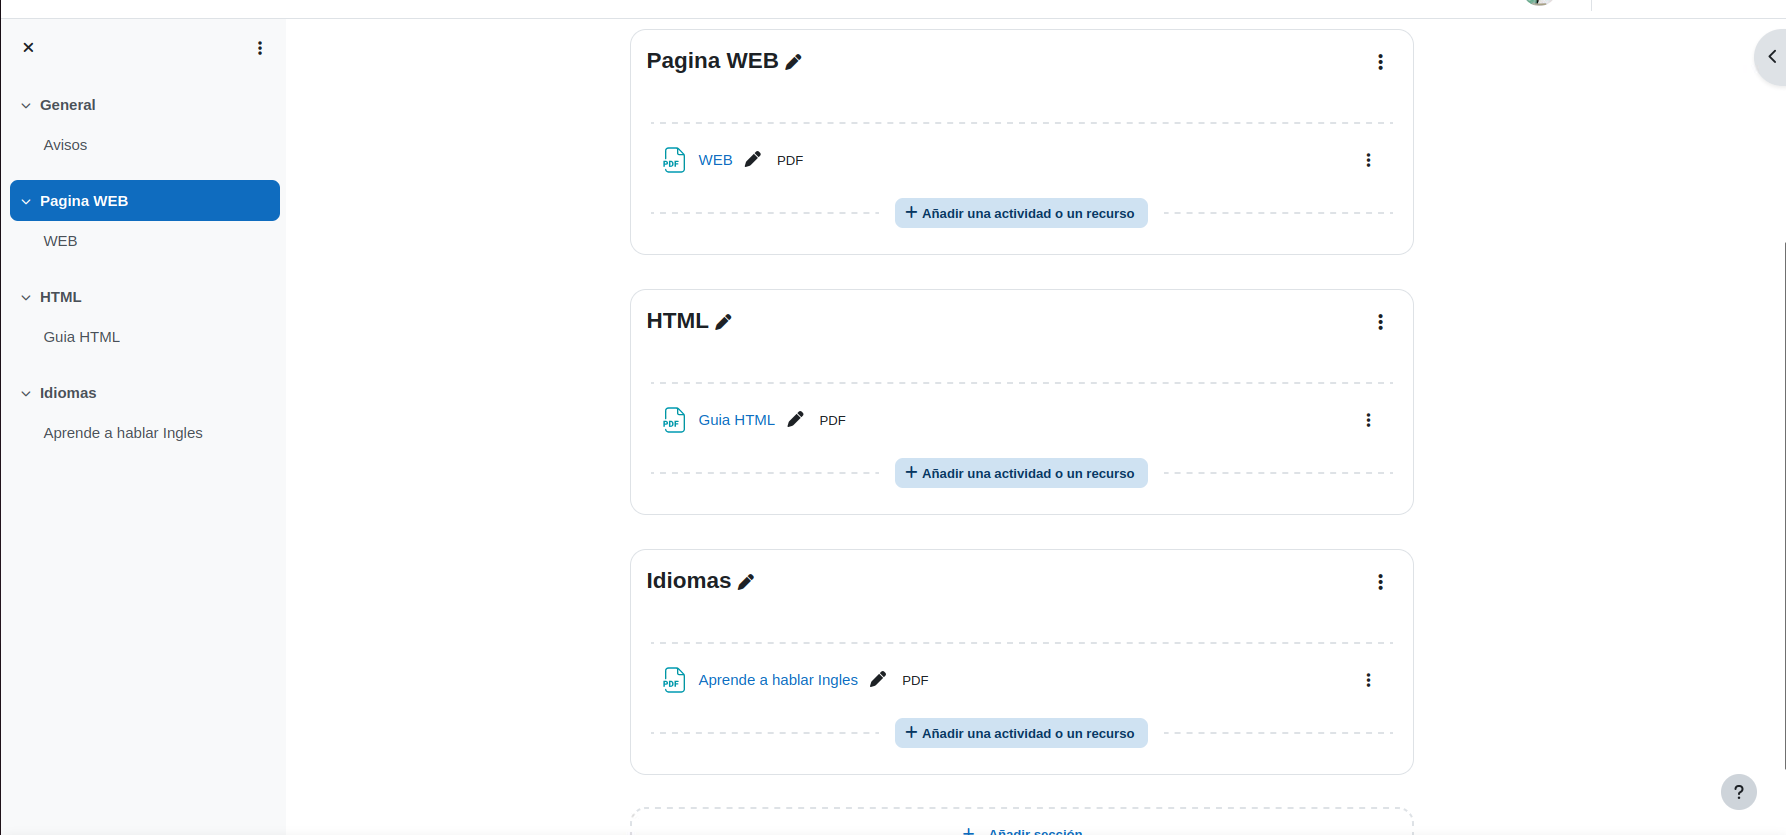 General
Avisos
Pagina WEB
WEB
HTML
Guia HTML
Idiomas
Aprende a hablar Ingles
Pagina WEB
PDF WEB PDF
+ Añadir una actividad o un recurso
HTML
PDF Guia HTML PDF
+ Añadir una actividad o un recurso
Idiomas
PDF Aprende a hablar Ingles PDF
+ Añadir una actividad o un recurso
+ Añadir sección
?